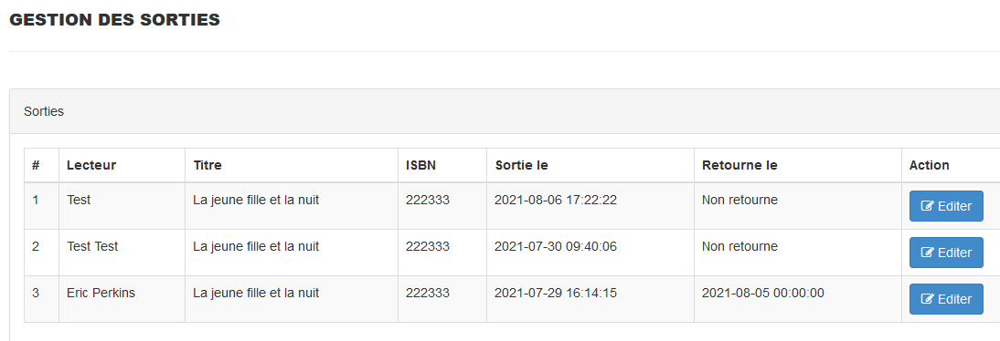 GESTION DES SORTIES
Sorties
# Lecteur Titre ISBN Sortie le Retourne le Action
1 Test La jeune fille et la nuit 222333 2021-08-06 17:22:22 Non retourne Editer
2 Test Test La jeune fille et la nuit 222333 2021-07-30 09:40:06 Non retourne Editer
3 Eric Perkins La jeune fille et la nuit 222333 2021-07-29 16:14:15 2021-08-05 00:00:00 Editer